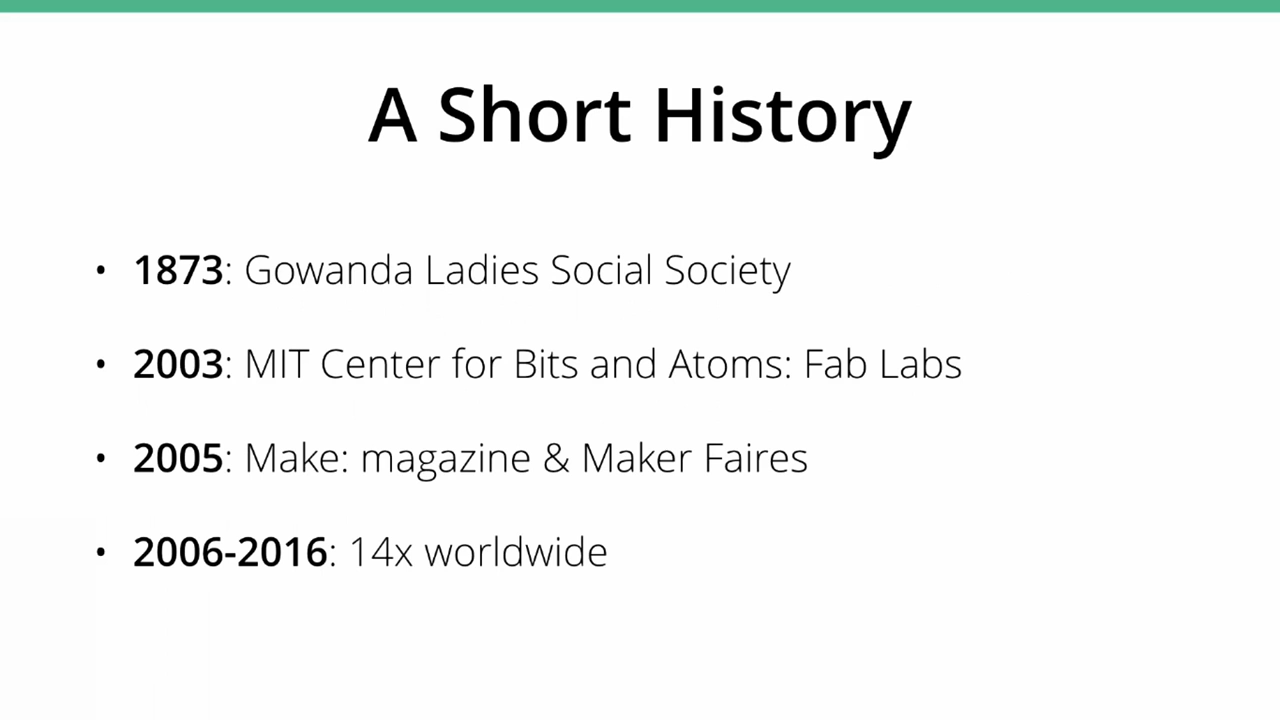 A Short History
• 1873: Gowanda Ladies Social Society
• 2003: MIT Center for Bits and Atoms: Fab Labs
• 2005: Make: magazine & Maker Faires
• 2006-2016: 14x worldwide